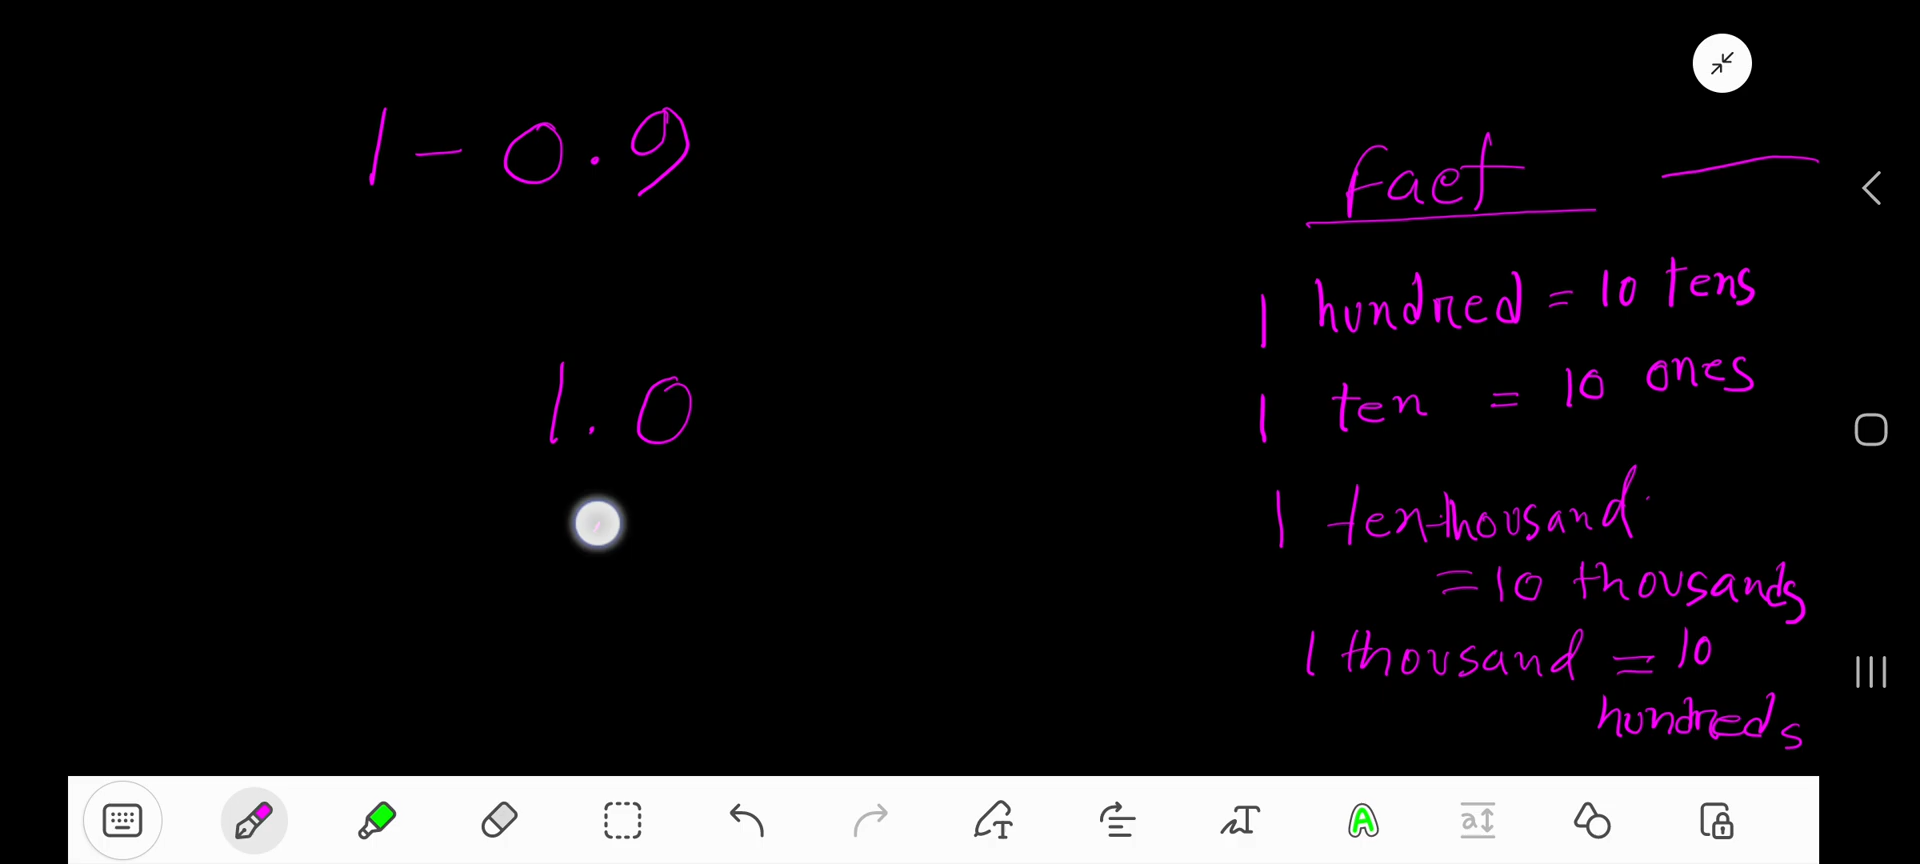 1 - 0.9
1.0
fact
1 hundred = 10 tens
1 ten = 10 ones
1 ten-thousand
= 10 thousands
1 thousand = 10
hundreds